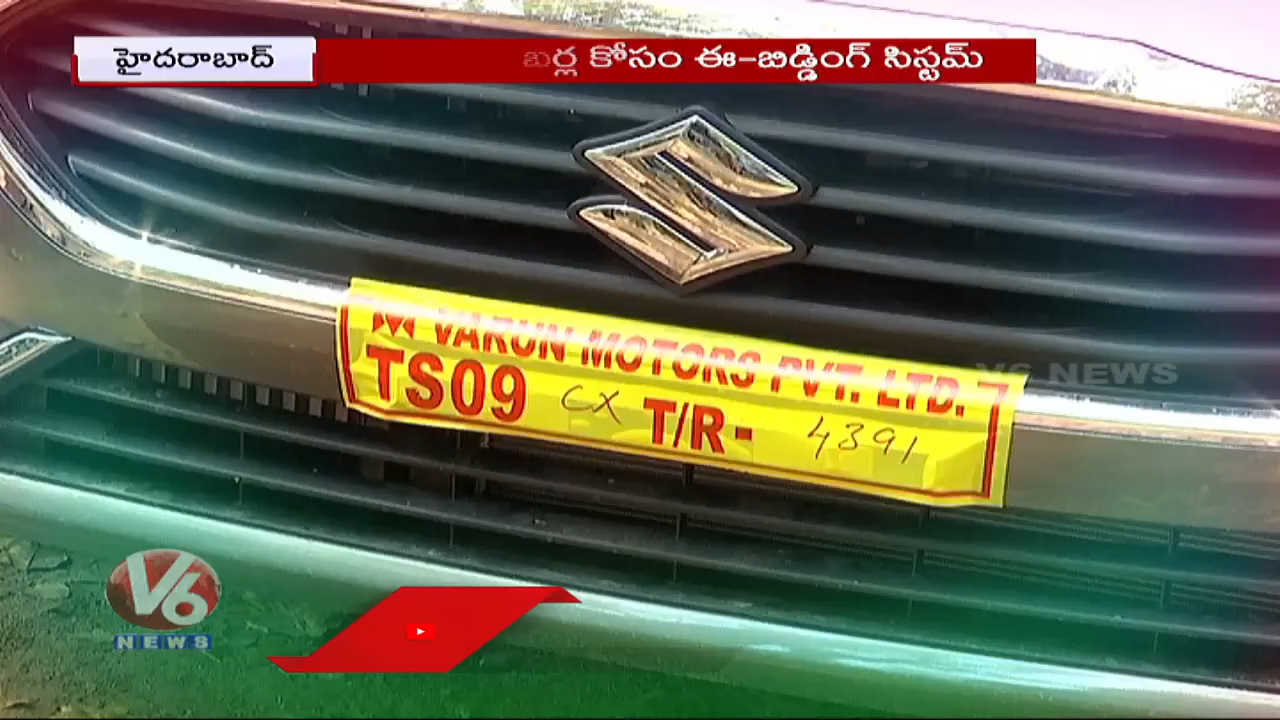 హైదరాబాద్
కోసం ఈ-బిడ్డింగ్ సిస్టమ్
VARUN MOTORS PVT. LTD.
TS09 CX T/R- 4391
V6 NEWS
V6
NEWS